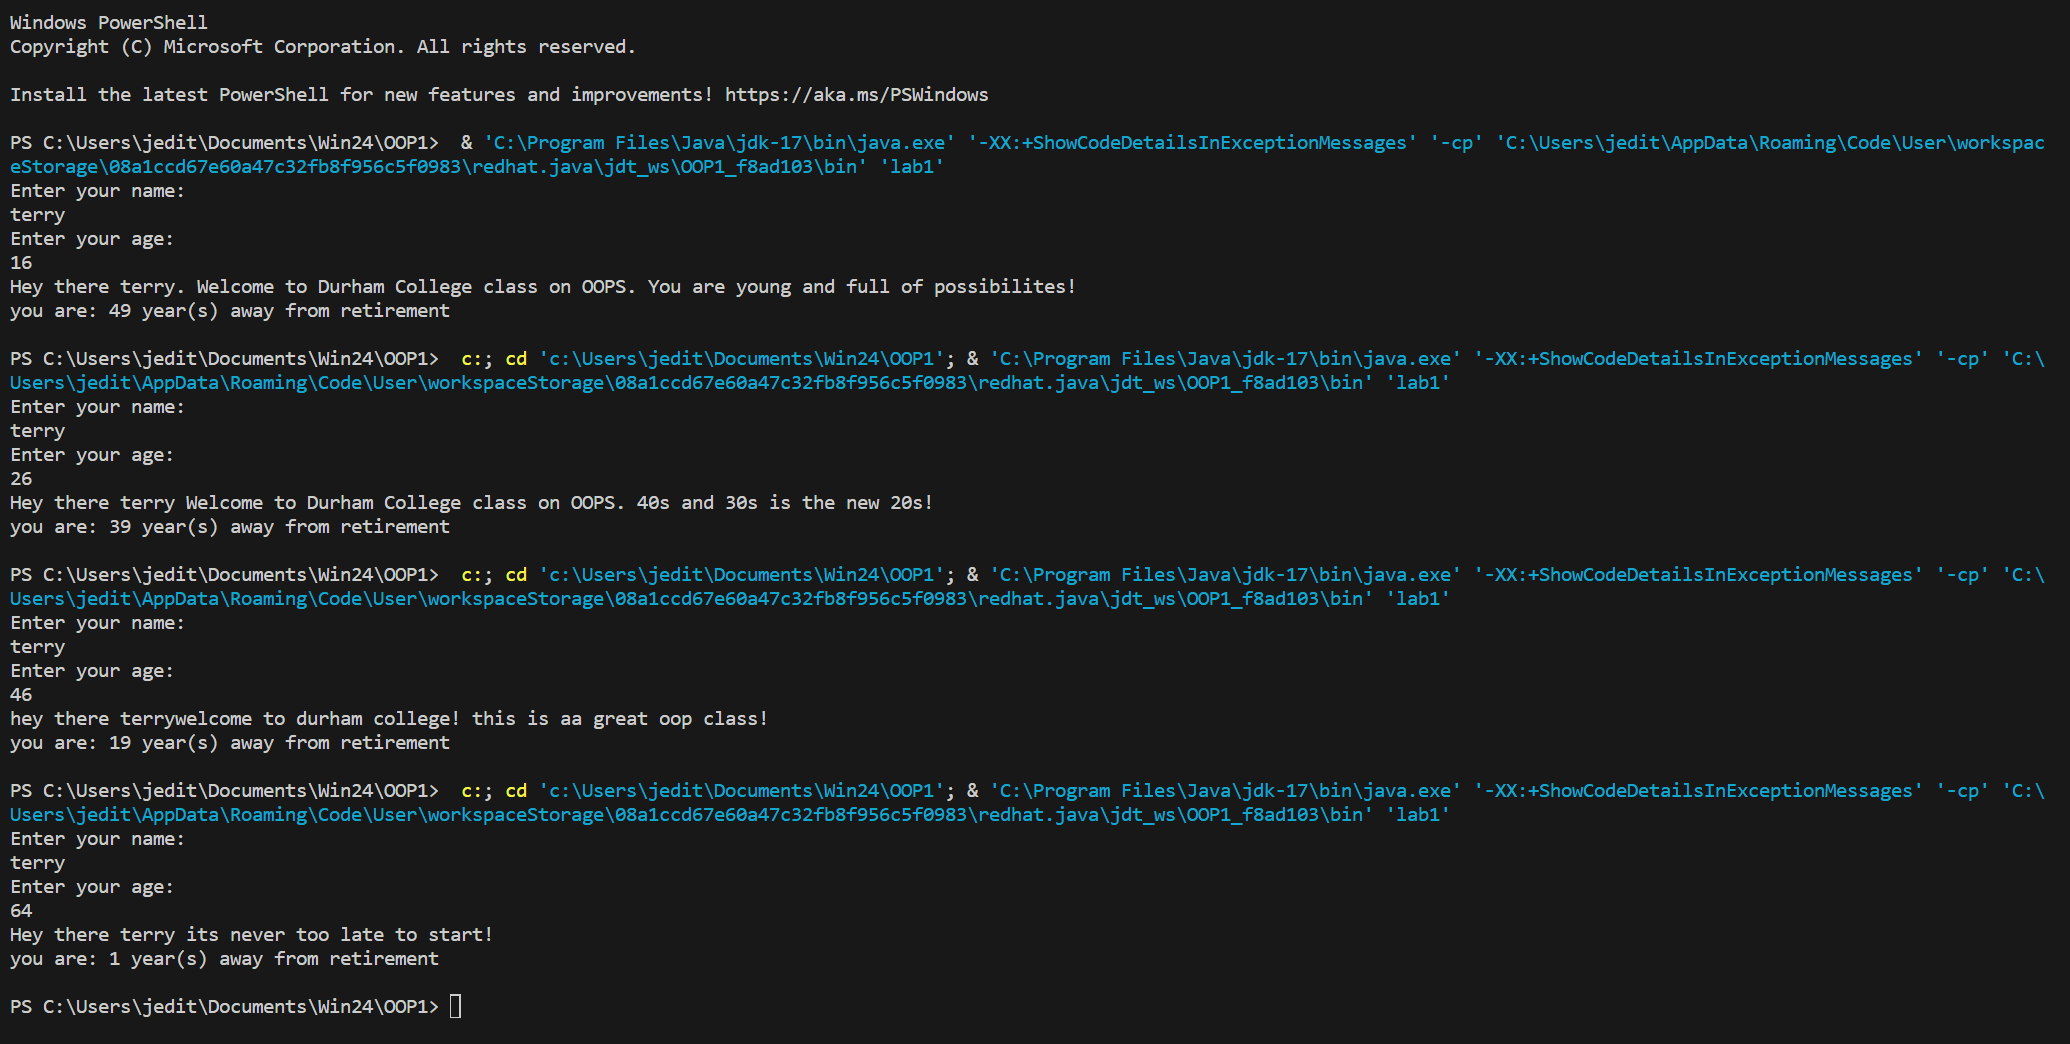 Windows PowerShell
Copyright (C) Microsoft Corporation. All rights reserved.
Install the latest PowerShell for new features and improvements! https://aka.ms/PSWindows
PS C:\Users\jedit\Documents\Win24\OOP1>  & 'C:\Program Files\Java\jdk-17\bin\java.exe' '-XX:+ShowCodeDetailsInExceptionMessages' '-cp' 'C:\Users\jedit\AppData\Roaming\Code\User\workspac
eStorage\08a1ccd67e60a47c32fb8f956c5f0983\redhat.java\jdt_ws\OOP1_f8ad103\bin' 'lab1'
Enter your name:
terry
Enter your age:
16
Hey there terry. Welcome to Durham College class on OOPS. You are young and full of possibilites!
you are: 49 year(s) away from retirement
PS C:\Users\jedit\Documents\Win24\OOP1>  c:; cd 'c:\Users\jedit\Documents\Win24\OOP1'; & 'C:\Program Files\Java\jdk-17\bin\java.exe' '-XX:+ShowCodeDetailsInExceptionMessages' '-cp' 'C:\
Users\jedit\AppData\Roaming\Code\User\workspaceStorage\08a1ccd67e60a47c32fb8f956c5f0983\redhat.java\jdt_ws\OOP1_f8ad103\bin' 'lab1'
Enter your name:
terry
Enter your age:
26
Hey there terry Welcome to Durham College class on OOPS. 40s and 30s is the new 20s!
you are: 39 year(s) away from retirement
PS C:\Users\jedit\Documents\Win24\OOP1>  c:; cd 'c:\Users\jedit\Documents\Win24\OOP1'; & 'C:\Program Files\Java\jdk-17\bin\java.exe' '-XX:+ShowCodeDetailsInExceptionMessages' '-cp' 'C:\
Users\jedit\AppData\Roaming\Code\User\workspaceStorage\08a1ccd67e60a47c32fb8f956c5f0983\redhat.java\jdt_ws\OOP1_f8ad103\bin' 'lab1'
Enter your name:
terry
Enter your age:
46
hey there terrywelcome to durham college! this is aa great oop class!
you are: 19 year(s) away from retirement
PS C:\Users\jedit\Documents\Win24\OOP1>  c:; cd 'c:\Users\jedit\Documents\Win24\OOP1'; & 'C:\Program Files\Java\jdk-17\bin\java.exe' '-XX:+ShowCodeDetailsInExceptionMessages' '-cp' 'C:\
Users\jedit\AppData\Roaming\Code\User\workspaceStorage\08a1ccd67e60a47c32fb8f956c5f0983\redhat.java\jdt_ws\OOP1_f8ad103\bin' 'lab1'
Enter your name:
terry
Enter your age:
64
Hey there terry its never too late to start!
you are: 1 year(s) away from retirement
PS C:\Users\jedit\Documents\Win24\OOP1>